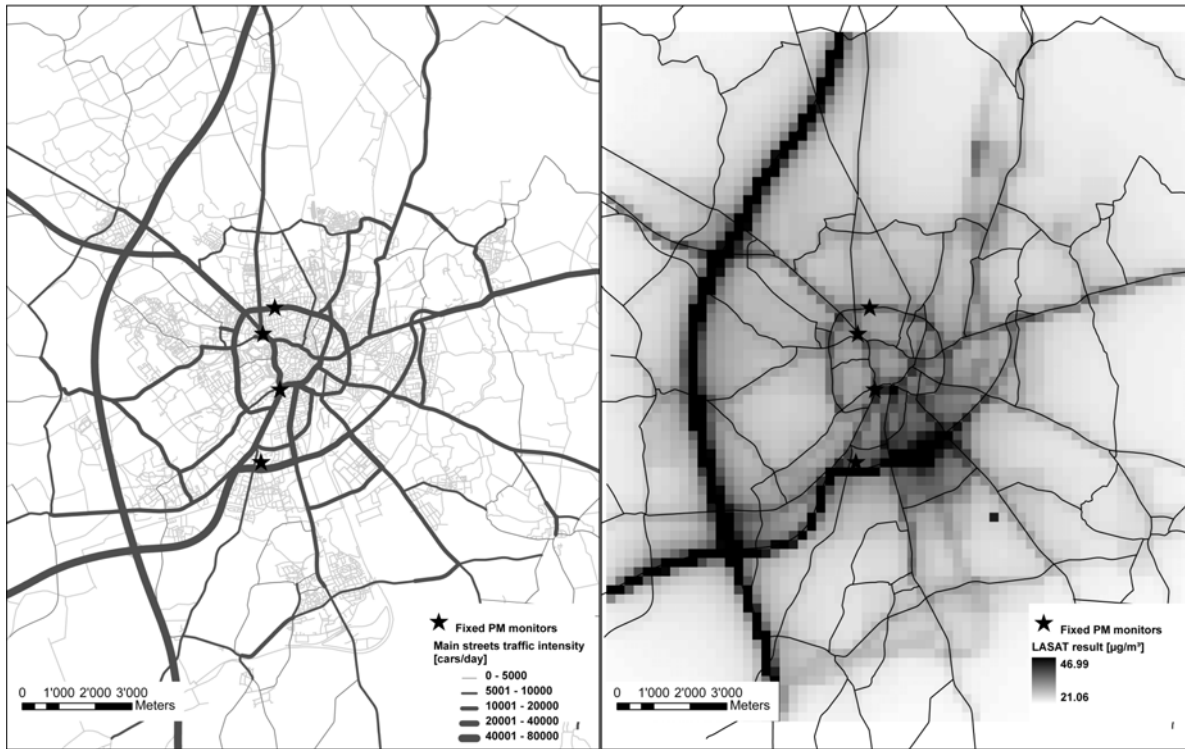 Fixed PM monitors
Main streets traffic intensity
[cars/day]
0 - 5000
5001 - 10000
10001 - 20000
20001 - 40000
40001 - 80000
0 1'000 2'000 3'000
Meters
Fixed PM monitors
LASAT result [µg/m³]
46.99
21.06
0 1'000 2'000 3'000
Meters